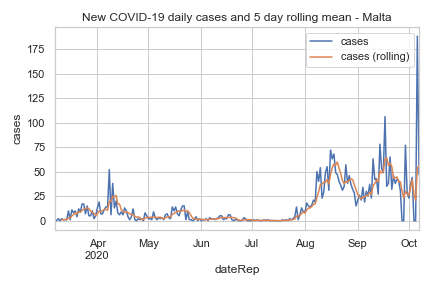 New COVID-19 daily cases and 5 day rolling mean - Malta
cases
cases (rolling)
cases
175
150
125
100
75
50
25
0
Apr
2020
May
Jun
Jul
Aug
Sep
Oct
dateRep